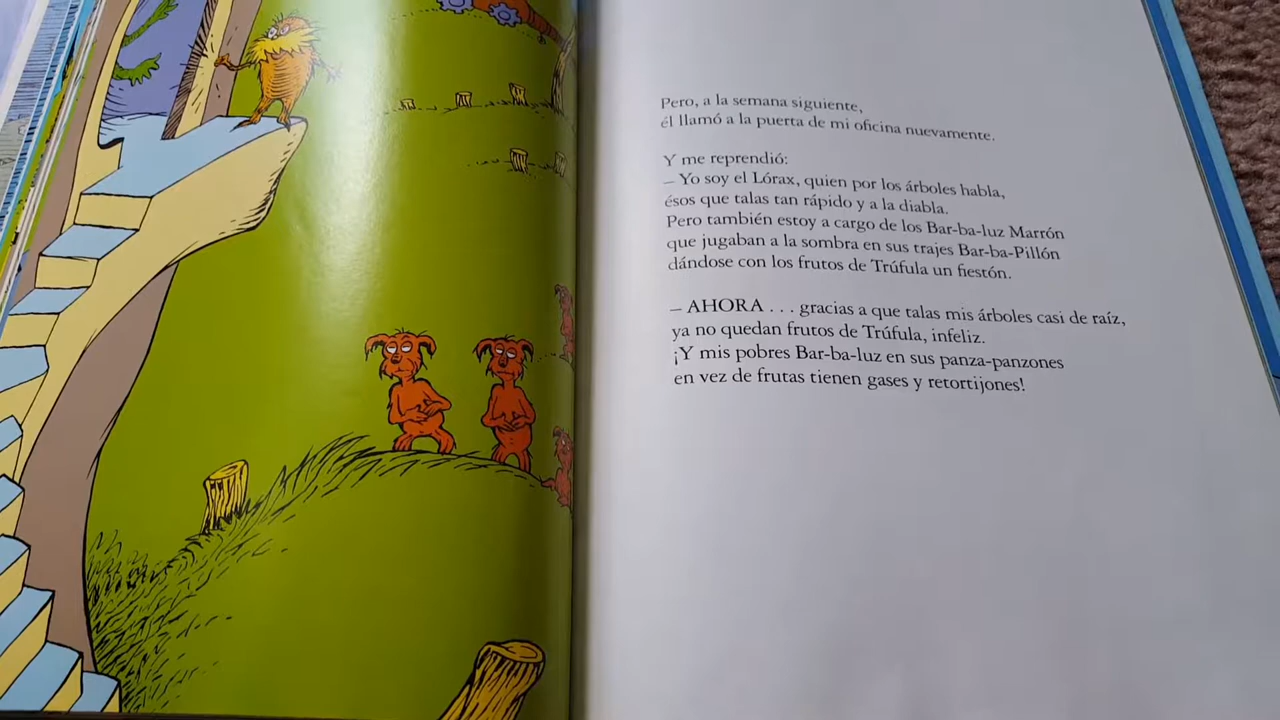 Pero, a la semana siguiente,
él llamó a la puerta de mi oficina nuevamente.
Y me reprendió:
– Yo soy el Lórax, quien por los árboles habla,
ésos que talas tan rápido y a la diabla.
Pero también estoy a cargo de los Bar-ba-luz Marrón
que jugaban a la sombra en sus trajes Bar-ba-Pillón
dándose con los frutos de Trúfula un fiestón.
– AHORA . . . gracias a que talas mis árboles casi de raíz,
ya no quedan frutos de Trúfula, infeliz.
¡Y mis pobres Bar-ba-luz en sus panza-panzones
en vez de frutas tienen gases y retortijones!